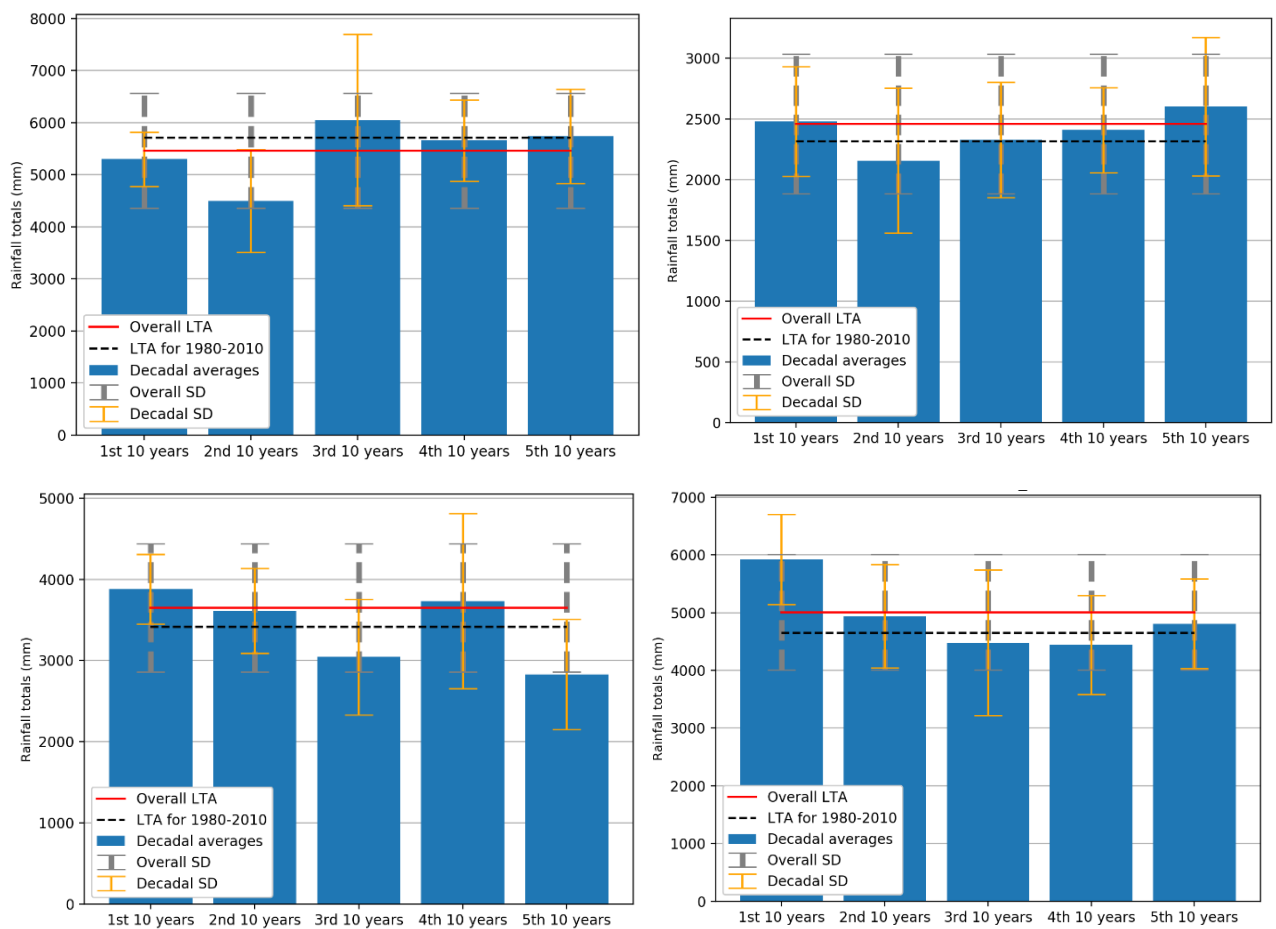 8000
7000
6000
5000
4000
3000
2000
1000
0
Rainfall totals (mm)
Overall LTA
LTA for 1980-2010
Decadal averages
Overall SD
Decadal SD
1st 10 years 2nd 10 years 3rd 10 years 4th 10 years 5th 10 years
3000
2500
2000
1500
1000
500
0
Rainfall totals (mm)
Overall LTA
LTA for 1980-2010
Decadal averages
Overall SD
Decadal SD
1st 10 years 2nd 10 years 3rd 10 years 4th 10 years 5th 10 years
5000
4000
3000
2000
1000
0
Rainfall totals (mm)
Overall LTA
LTA for 1980-2010
Decadal averages
Overall SD
Decadal SD
1st 10 years 2nd 10 years 3rd 10 years 4th 10 years 5th 10 years
7000
6000
5000
4000
3000
2000
1000
0
Rainfall totals (mm)
Overall LTA
LTA for 1980-2010
Decadal averages
Overall SD
Decadal SD
1st 10 years 2nd 10 years 3rd 10 years 4th 10 years 5th 10 years